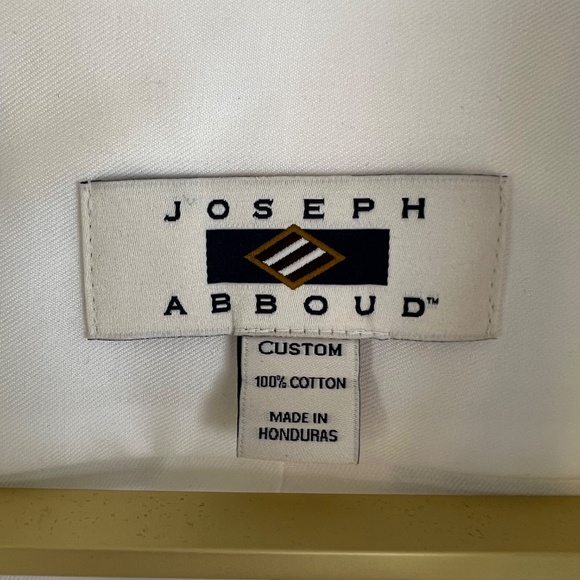 JOSEPH
ABBOUD™
CUSTOM
100% COTTON
MADE IN
HONDURAS